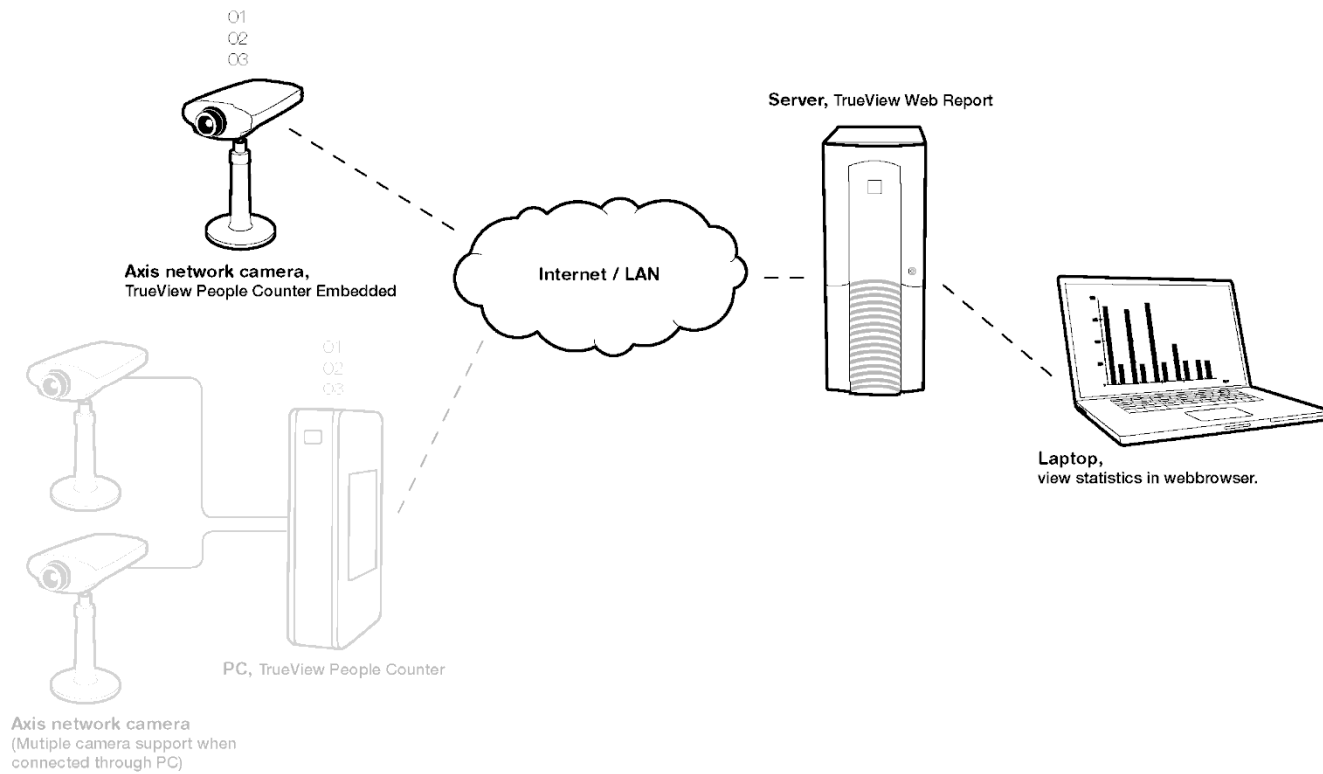 01
02
03
Server, TrueView Web Report
Axis network camera,
TrueView People Counter Embedded
Internet / LAN
01
02
03
Laptop,
view statistics in webbrowser.
PC, TrueView People Counter
Axis network camera
(Mutiple camera support when
connected through PC)